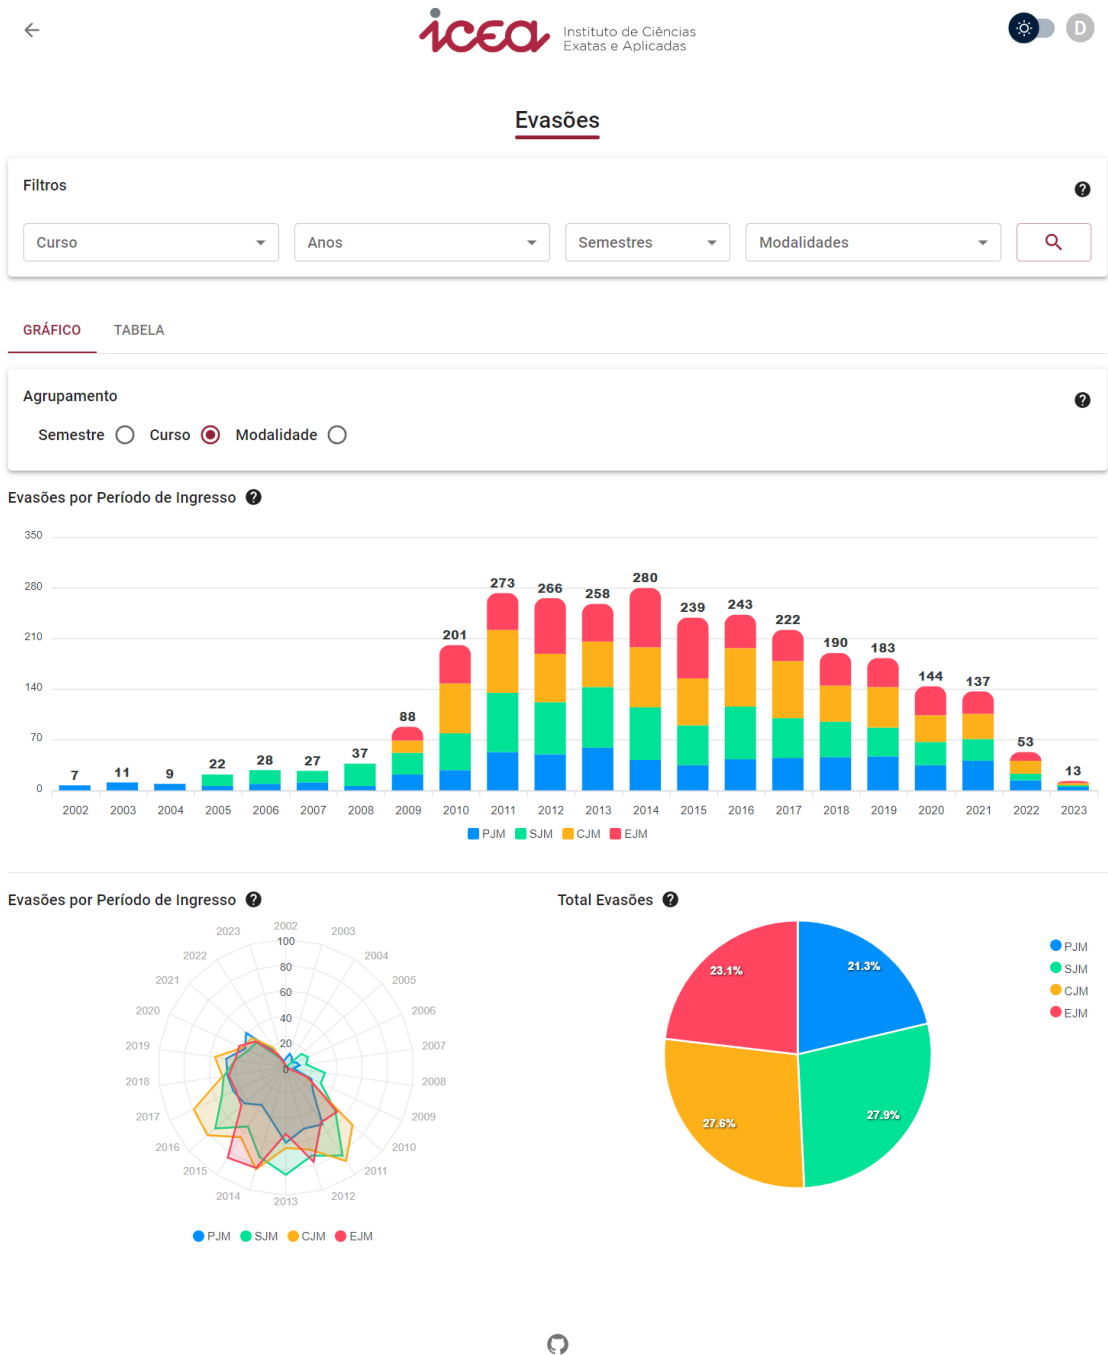 icea Instituto de Ciências
Exatas e Aplicadas
D
Evasões
Filtros
?
Curso
Anos
Semestres
Modalidades
GRÁFICO TABELA
Agrupamento
?
Semestre Curso Modalidade
Evasões por Período de Ingresso ?
350
280
210
140
70
0
7 11 9 22 28 27 37 88 201 273 266 258 280 239 243 222 190 183 144 137 53 13
2002 2003 2004 2005 2006 2007 2008 2009 2010 2011 2012 2013 2014 2015 2016 2017 2018 2019 2020 2021 2022 2023
PJM SJM CJM EJM
Evasões por Período de Ingresso ?
2002
2003
2004
2005
2006
2007
2008
2009
2010
2011
2012
2013
2014
2015
2016
2017
2018
2019
2020
2021
2022
2023
100
80
60
40
20
0
PJM SJM CJM EJM
Total Evasões ?
21.3%
27.9%
27.6%
23.1%
PJM
SJM
CJM
EJM